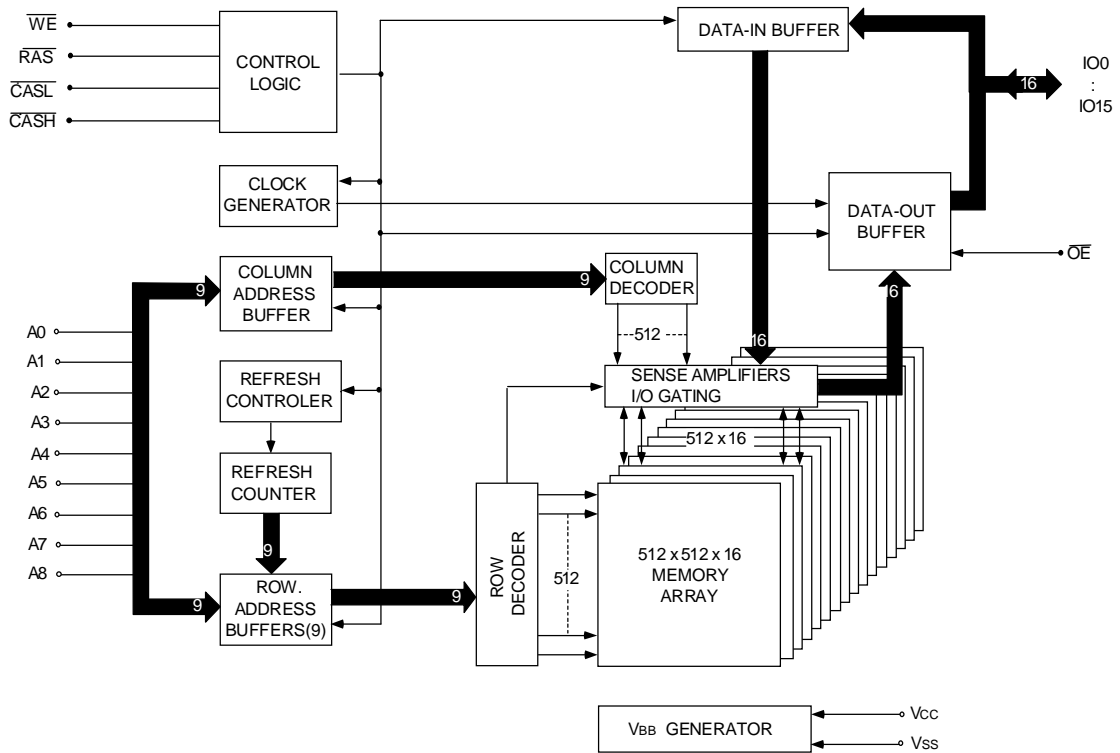 WE
RAS
CASL
CASH
CONTROL
LOGIC
DATA-IN BUFFER
16
IO0
:
IO15
CLOCK
GENERATOR
DATA-OUT
BUFFER
OE
9
COLUMN
ADDRESS
BUFFER
9
COLUMN
DECODER
16
A0
A1
A2
A3
A4
A5
A6
A7
A8
512
16
REFRESH
CONTROLER
SENSE AMPLIFIERS
I/O GATING
512 x 16
REFRESH
COUNTER
9
9
ROW.
ADDRESS
BUFFERS(9)
9
ROW
DECODER
512
512 x 512 x 16
MEMORY
ARRAY
VBB GENERATOR
VCC
VSS